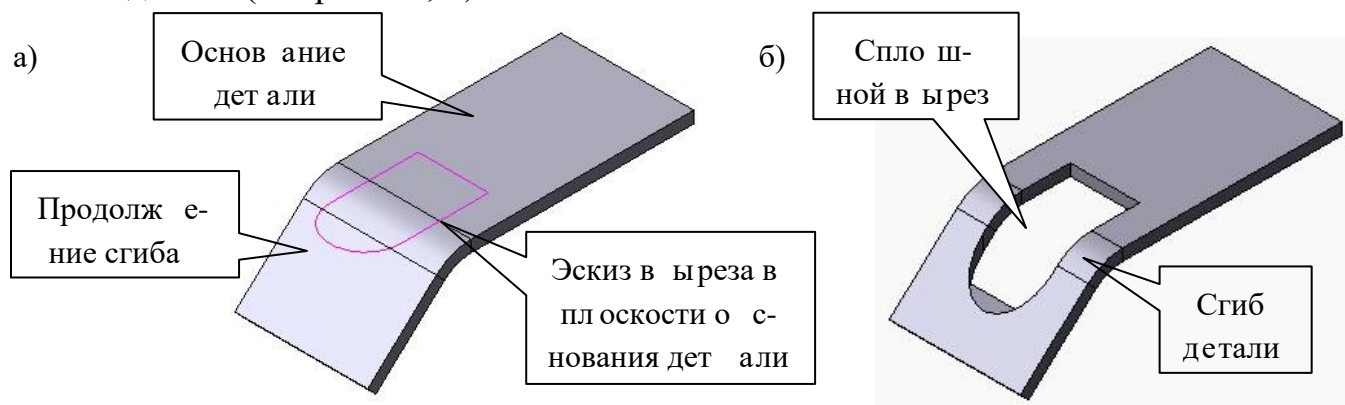 а)
Основ ание
дет али
Продолж е-
ние сгиба
Эскиз в ыреза в
пл оскости о с-
нования дет али
б)
Спло ш-
ной в ырез
Сгиб
детали